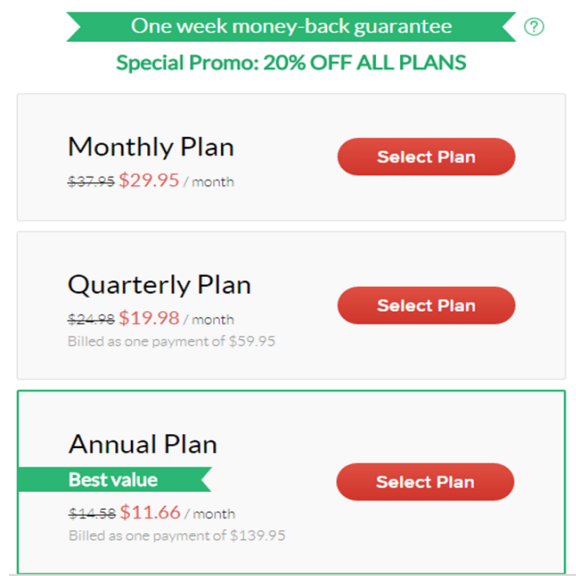 One week money-back guarantee ?
Special Promo: 20% OFF ALL PLANS
Monthly Plan
$37.95 $29.95 / month
Select Plan
Quarterly Plan
$24.98 $19.98 / month
Billed as one payment of $59.95
Select Plan
Annual Plan
Best value
$14.58 $11.66 / month
Billed as one payment of $139.95
Select Plan